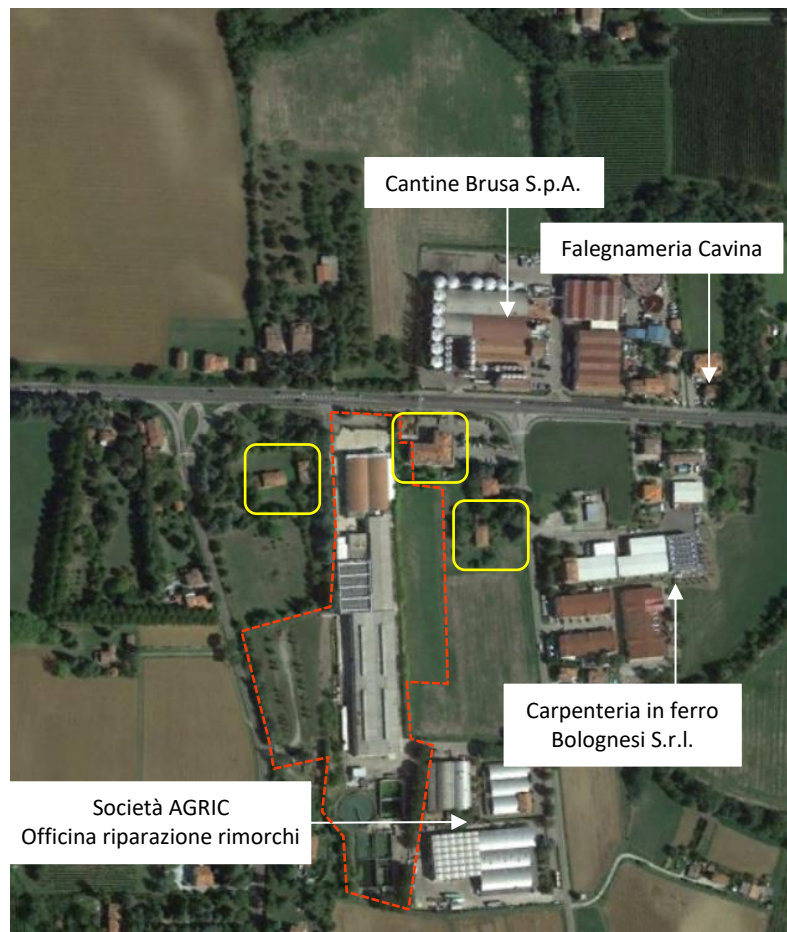 Cantine Brusa S.p.A.
Falegnameria Cavina
Carpenteria in ferro
Bolognesi S.r.l.
Società AGRIC
Officina riparazione rimorchi